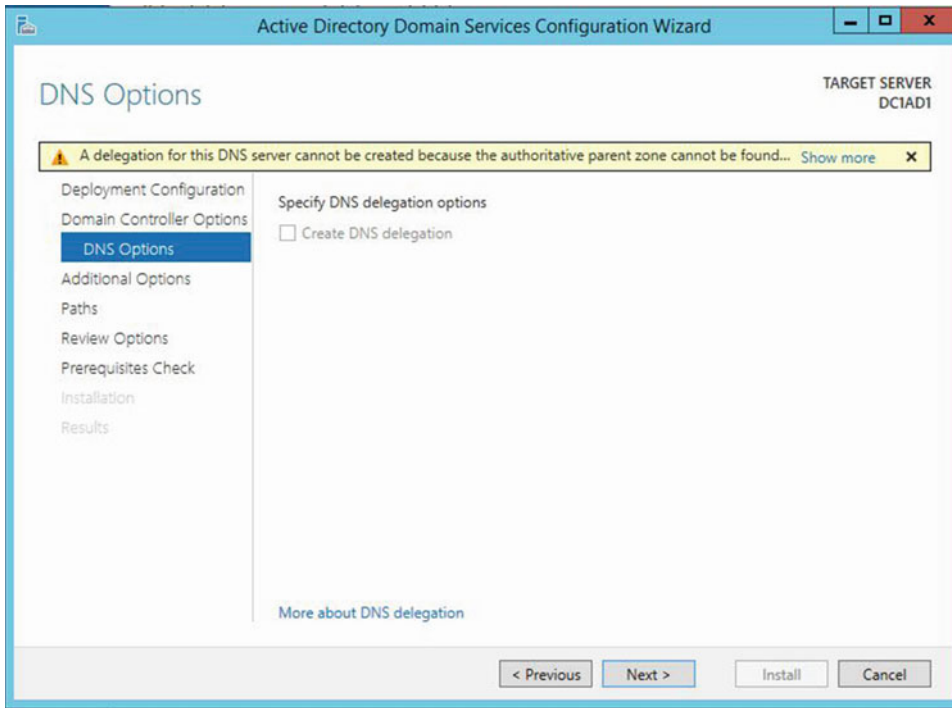 Active Directory Domain Services Configuration Wizard
DNS Options
TARGET SERVER
DC1AD1
A delegation for this DNS server cannot be created because the authoritative parent zone cannot be found... Show more
Deployment Configuration
Domain Controller Options
DNS Options
Additional Options
Paths
Review Options
Prerequisites Check
Installation
Results
Specify DNS delegation options
Create DNS delegation
More about DNS delegation
< Previous Next > Install Cancel